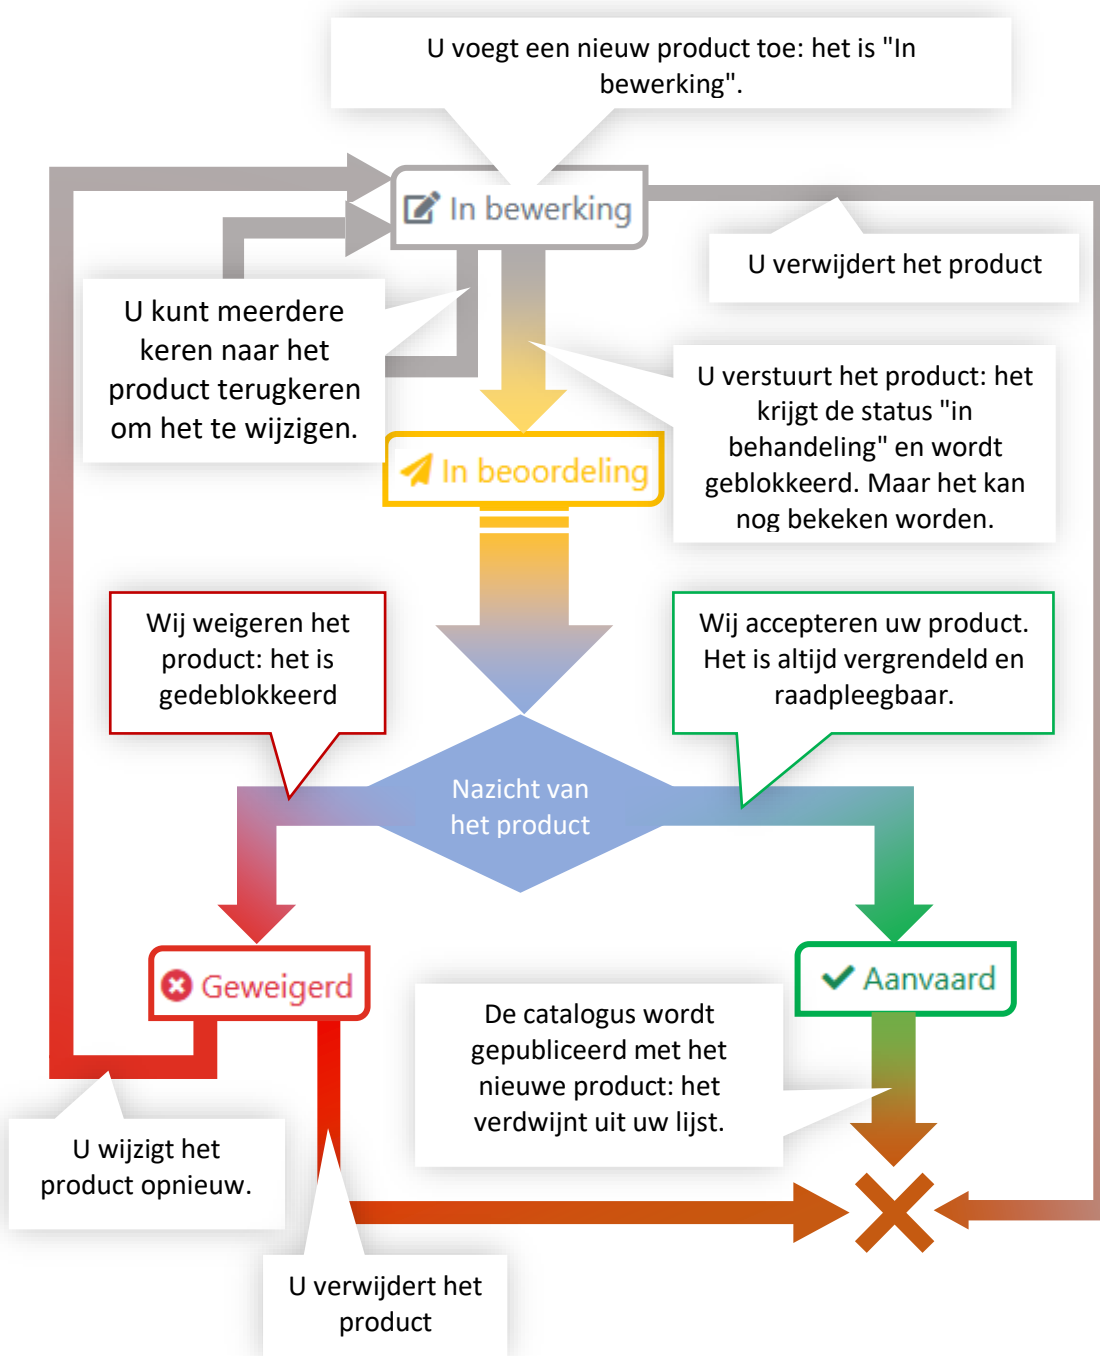 U voegt een nieuw product toe: het is "In
bewerking".
In bewerking
U verwijdert het product
U kunt meerdere
keren naar het
product terugkeren
om het te wijzigen.
U verstuurt het product: het
krijgt de status "in
behandeling" en wordt
geblokkeerd. Maar het kan
nog bekeken worden.
In beoordeling
Wij weigeren het
product: het is
gedeblokkeerd
Wij accepteren uw product.
Het is altijd vergrendeld en
raadpleegbaar.
Nazicht van
het product
Geweigerd
Aanvaard
De catalogus wordt
gepubliceerd met het
nieuwe product: het
verdwijnt uit uw lijst.
U wijzigt het
product opnieuw.
U verwijdert het
product